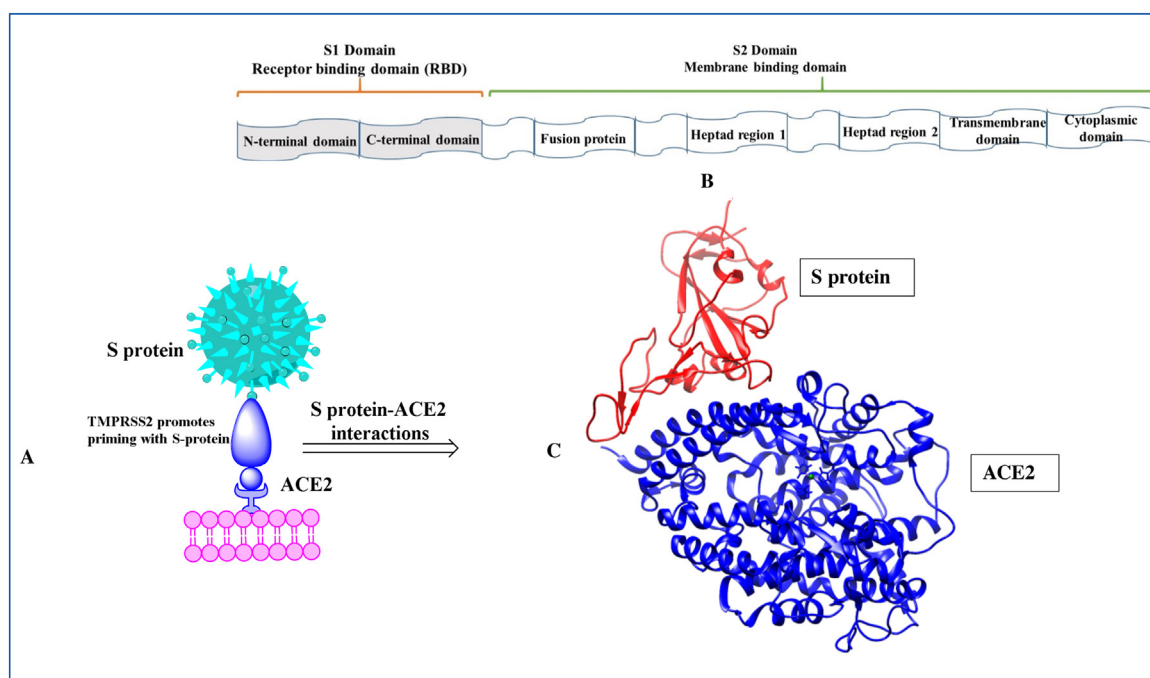 S1 Domain
Receptor binding domain (RBD)
S2 Domain
Membrane binding domain
N-terminal domain
C-terminal domain
Fusion protein
Heptad region 1
Heptad region 2
Transmembrane
domain
Cytoplasmic
domain
B
S protein
S protein
TMPRSS2 promotes
priming with S-protein
S protein-ACE2
interactions
A
C
ACE2
ACE2